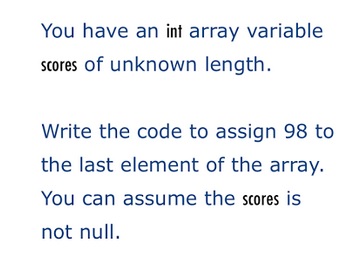 You have an int array variable
scores of unknown length.
Write the code to assign 98 to
the last element of the array.
You can assume the scores is
not null.